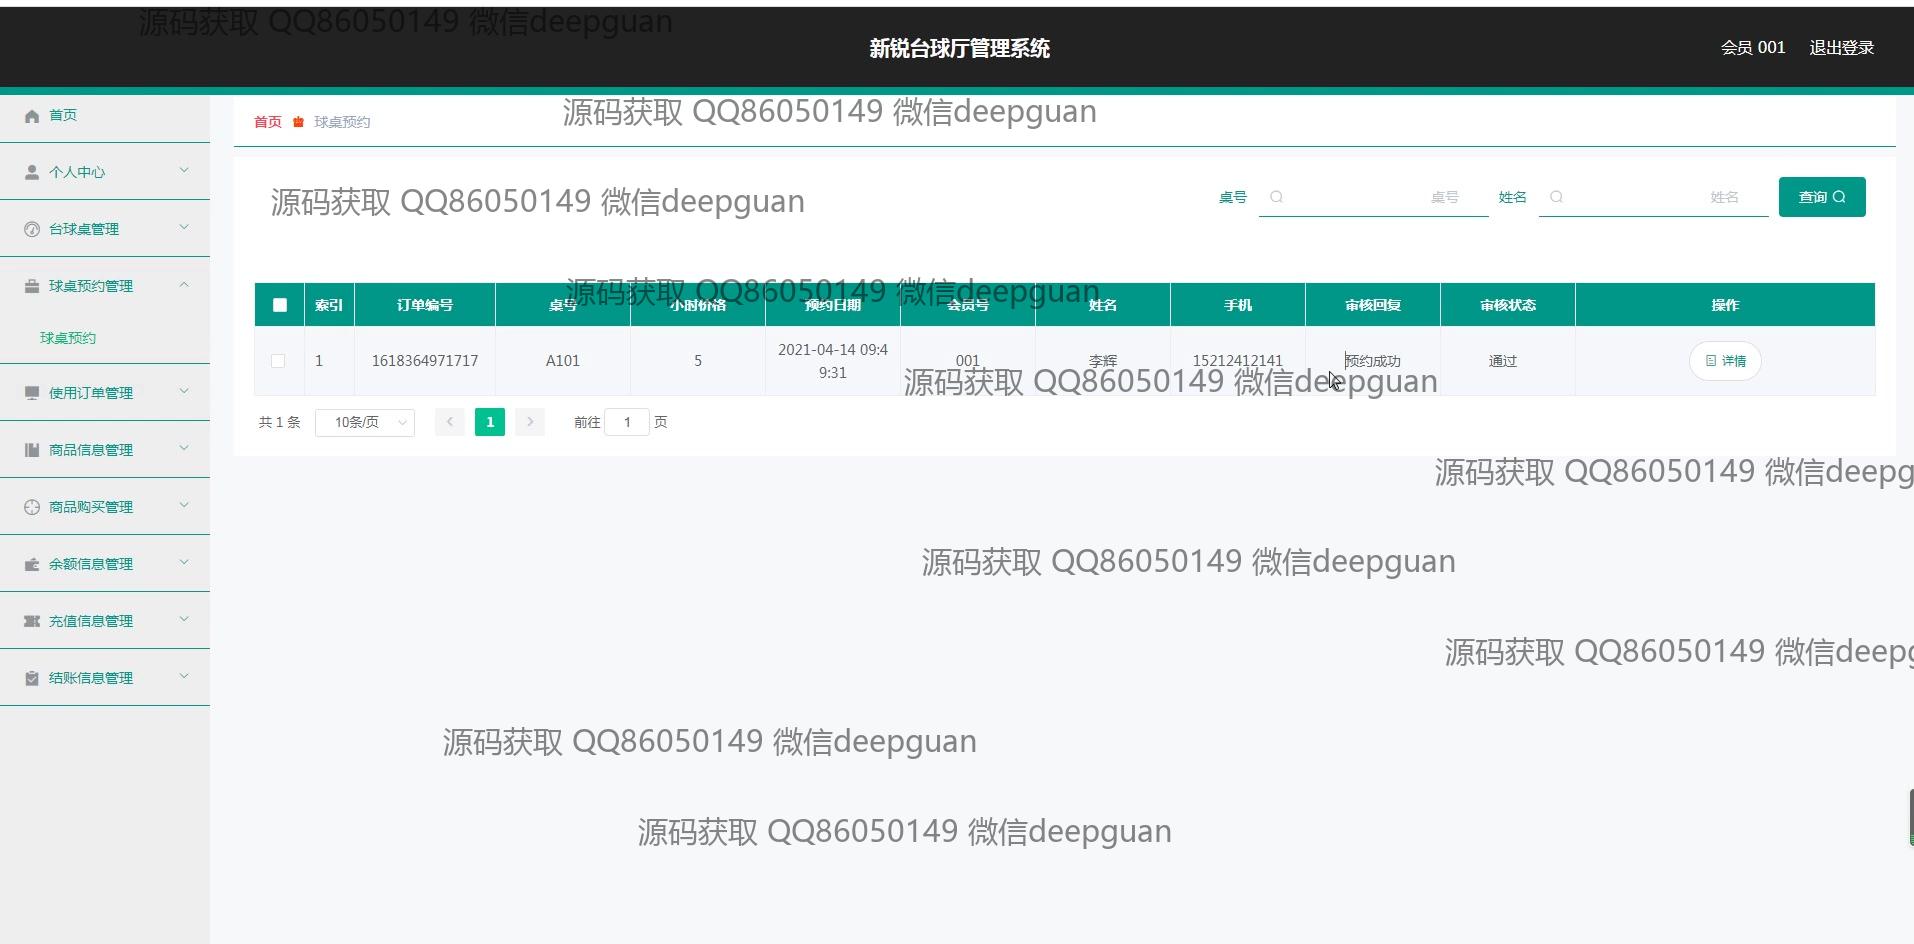 源码获取 QQ86050149 微信deepguan
新锐台球厅管理系统
会员 001 退出登录
首页
个人中心
台球桌管理
球桌预约管理
球桌预约
使用订单管理
商品信息管理
商品购买管理
余额信息管理
充值信息管理
结账信息管理
首页 球桌预约
源码获取 QQ86050149 微信deepguan
源码获取 QQ86050149 微信deepguan
桌号 桌号 姓名 姓名 查询
源码获取 QQ86050149 微信deepguan
索引 订单编号 桌号 小时价格 预约日期 会员号 姓名 手机 审核回复 审核状态 操作
1 1618364971717 A101 5 2021-04-14 09:4 001 李辉 15212412141 预约成功 通过 详情
9:31
源码获取 QQ86050149 微信deepguan
共 1 条 10条/页 1 前往 1 页
源码获取 QQ86050149 微信deepg
源码获取 QQ86050149 微信deepguan
源码获取 QQ86050149 微信deepg
源码获取 QQ86050149 微信deepguan
源码获取 QQ86050149 微信deepguan